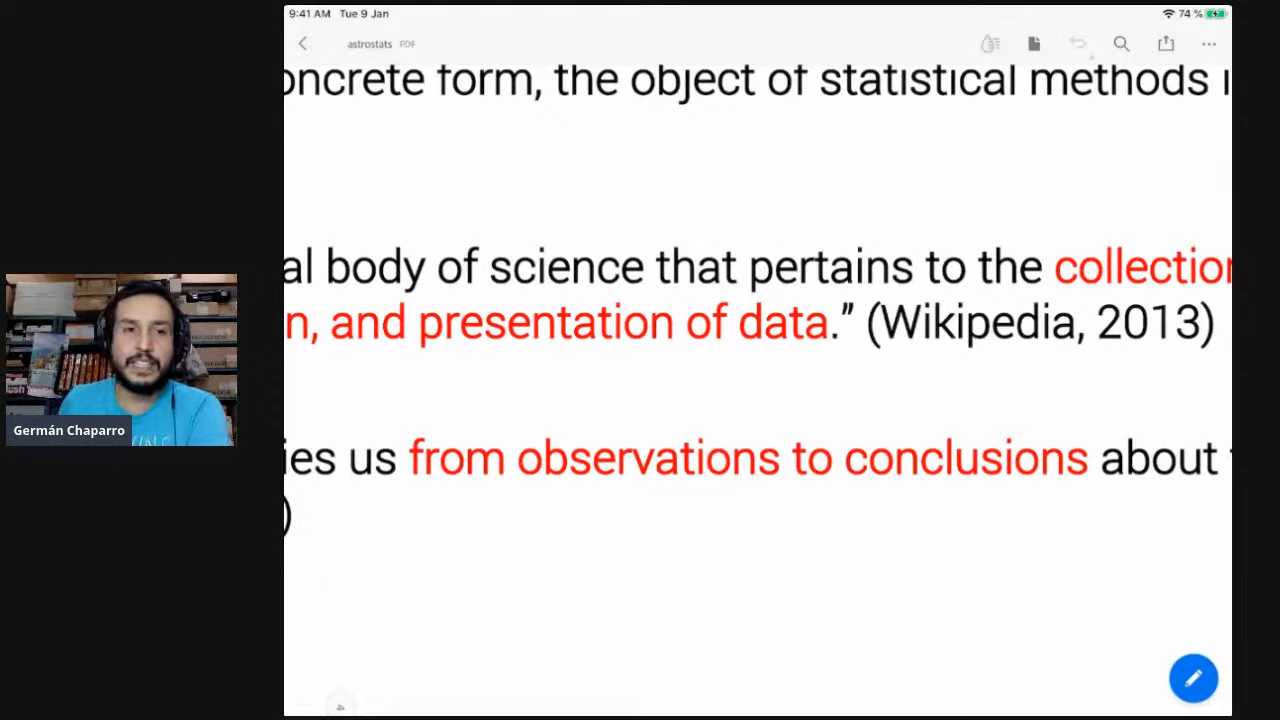 9:41 AM Tue 9 Jan
74 %
astrostats PDF
oncrete form, the object of statistical methods i
al body of science that pertains to the collection
n, and presentation of data.” (Wikipedia, 2013)
ies us from observations to conclusions about
)
Germán Chaparro
4